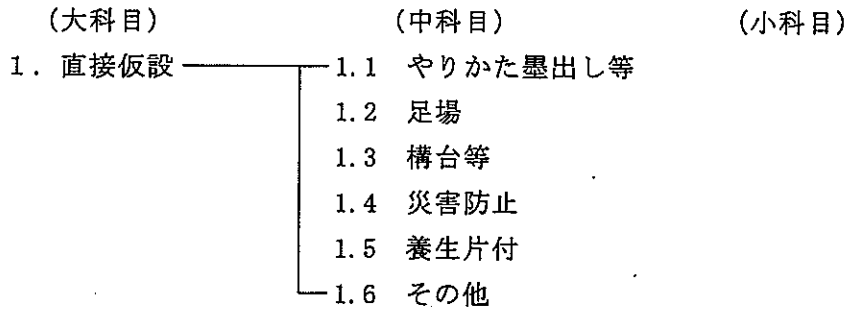 (大科目) (中科目) (小科目)
1. 直接仮設 1.1 やりかた墨出し等
1.2 足場
1.3 構台等
1.4 災害防止
1.5 養生片付
1.6 その他